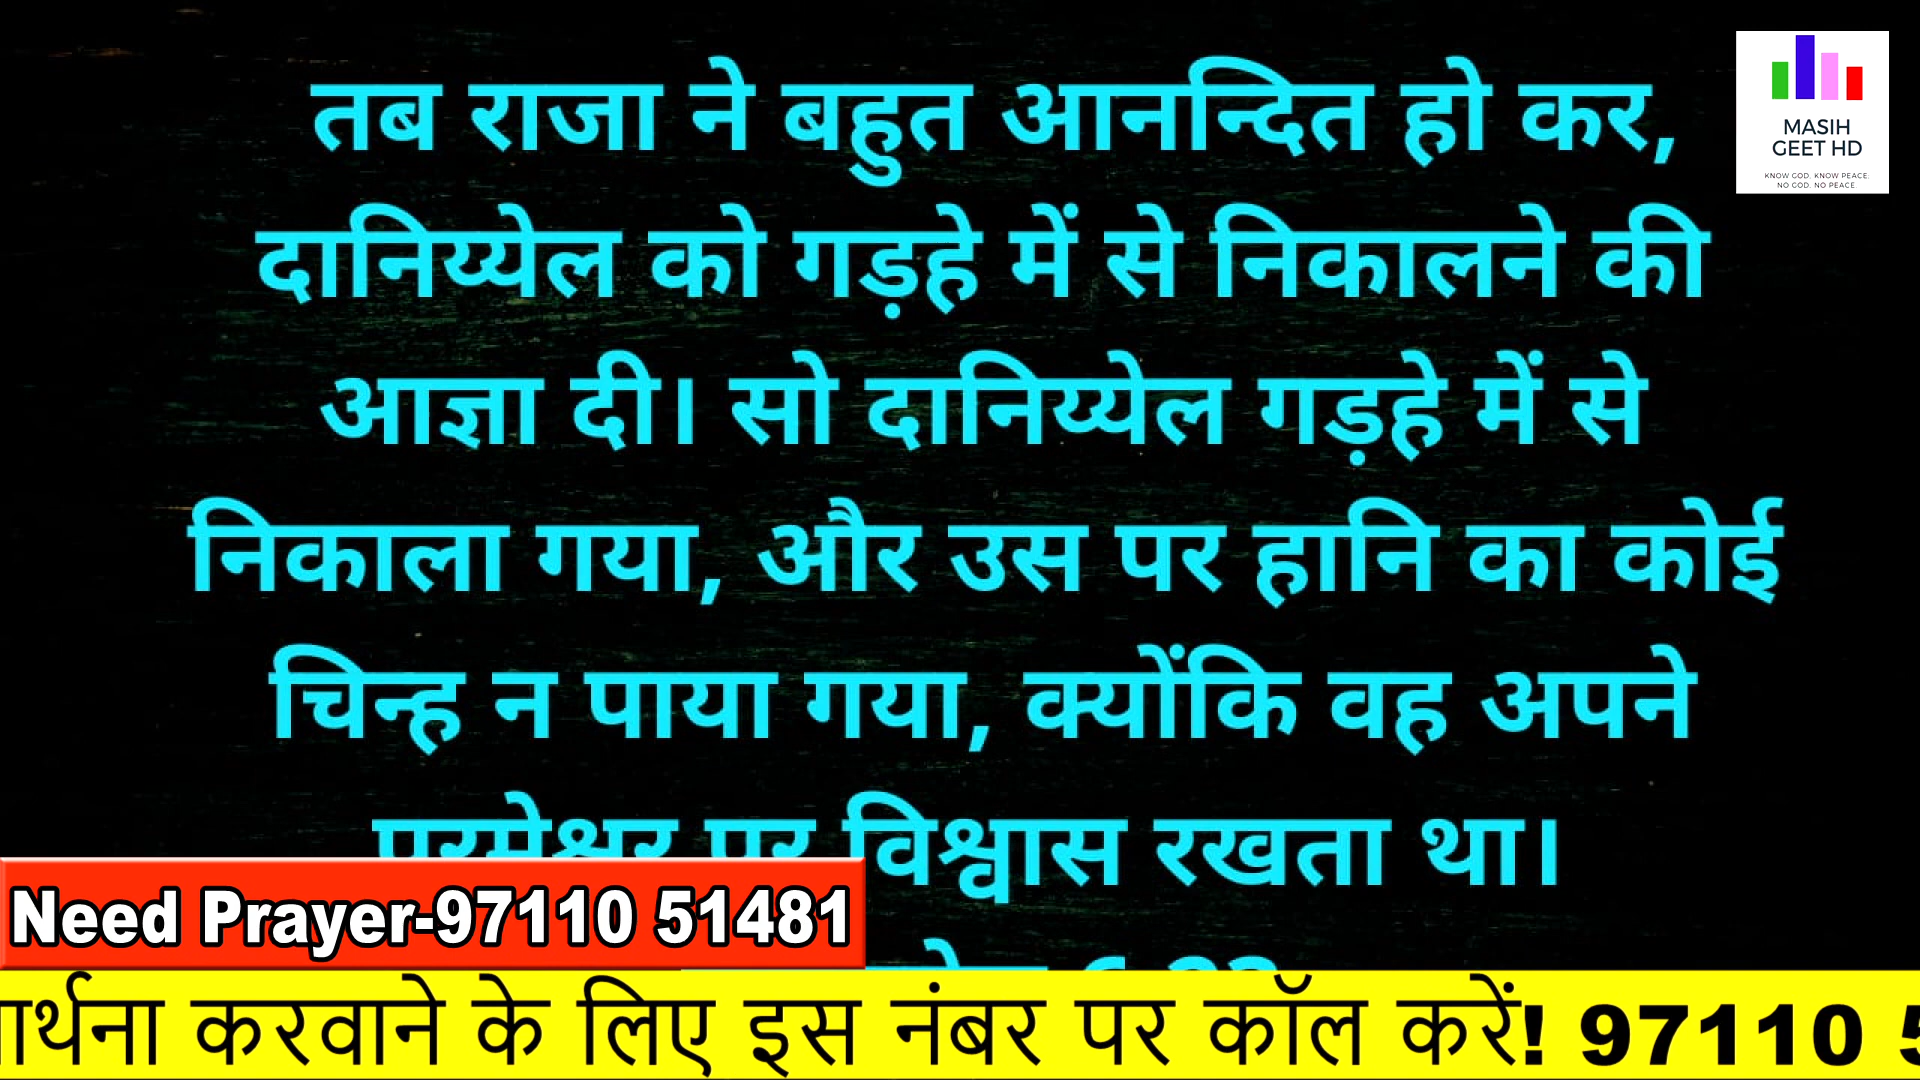 तब राजा ने बहुत आनन्दित हो कर,
दानिय्येल को गड़हे में से निकालने की
आज्ञा दी। सो दानिय्येल गड़हे में से
निकाला गया, और उस पर हानि का कोई
चिन्ह न पाया गया, क्योंकि वह अपने
परमेश्वर पर विश्वास रखता था।
MASIH
GEET HD
KNOW GOD. KNOW PEACE.
NO GOD. NO PEACE.
Need Prayer-97110 51481
ार्थना करवाने के लिए इस नंबर पर कॉल करें! 97110 5